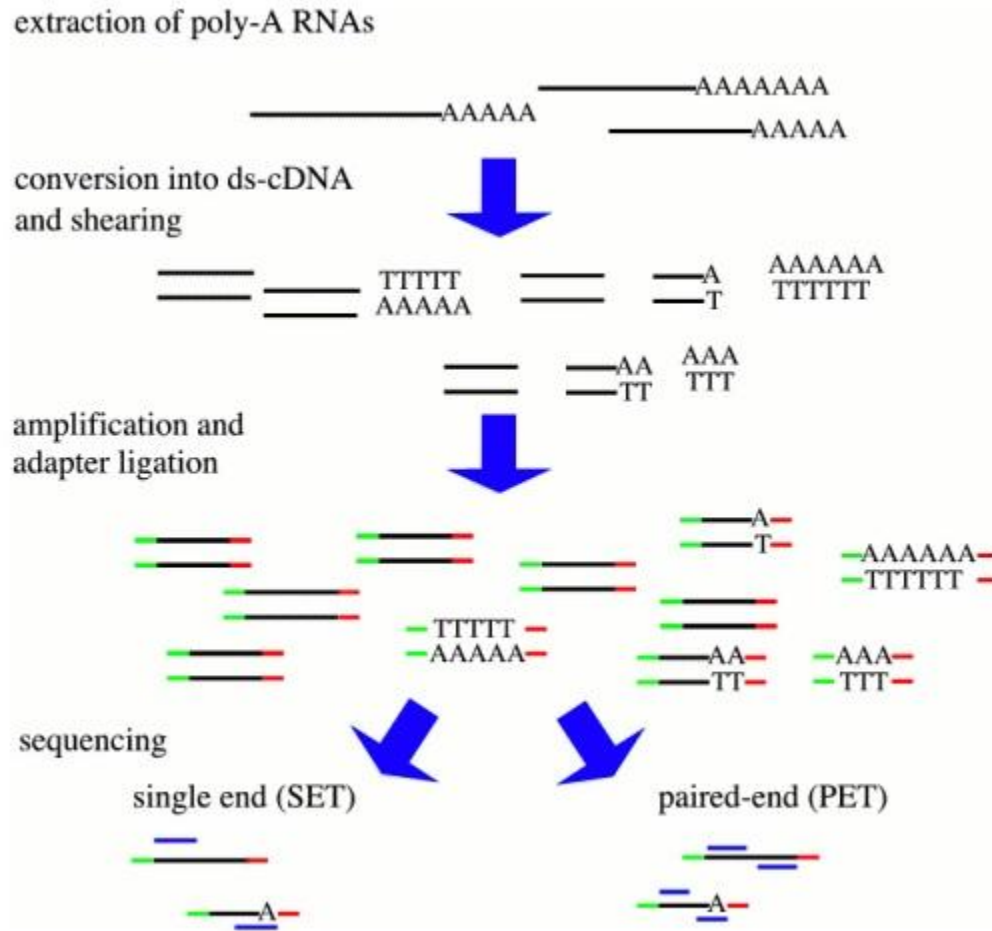 extraction of poly-A RNAs
AAAAAAA
AAAAA
AAAAA
conversion into ds-cDNA
and shearing
TTTTT
AAAAA
A
T
AAAAAA
TTTTTT
AA
TT
AAA
TTT
amplification and
adapter ligation
A
T
AAAAAA
TTTTTT
TTTTT
AAAAA
AA
TT
AAA
TTT
sequencing
single end (SET)
paired-end (PET)
A
A